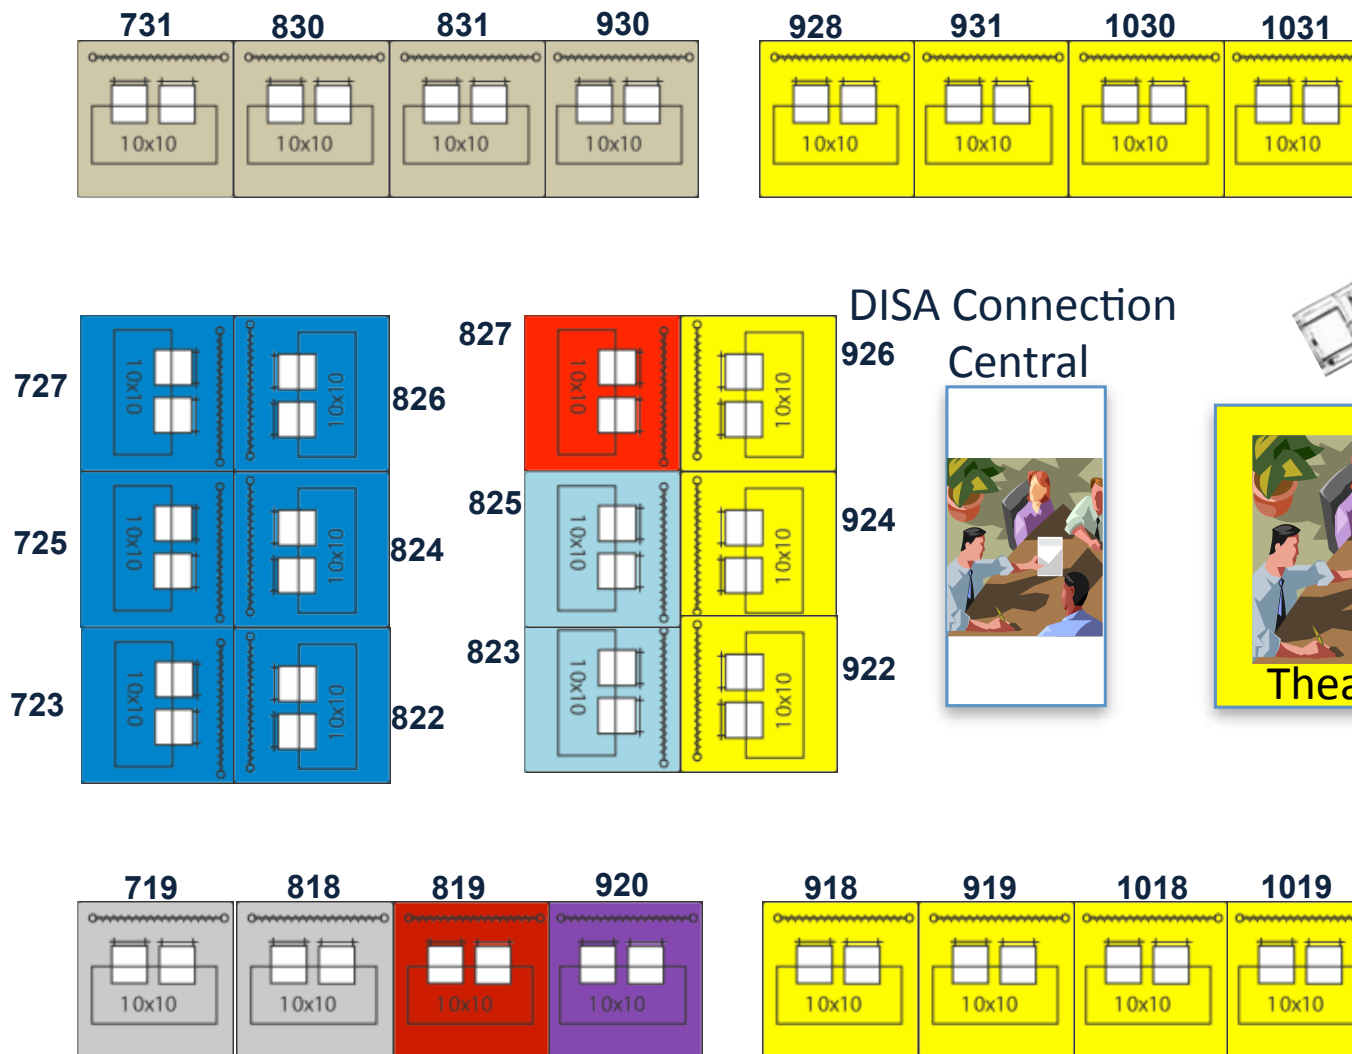 731 830 831 930 928 931 1030 1031
10x10 10x10 10x10 10x10 10x10 10x10 10x10 10x10
DISA Connection
Central
727 10x10 10x10 826 827 10x10 10x10 926
725 10x10 10x10 824 825 10x10 10x10 924
723 10x10 10x10 822 823 10x10 10x10 922
Thea
719 818 819 920 918 919 1018 1019
10x10 10x10 10x10 10x10 10x10 10x10 10x10 10x10